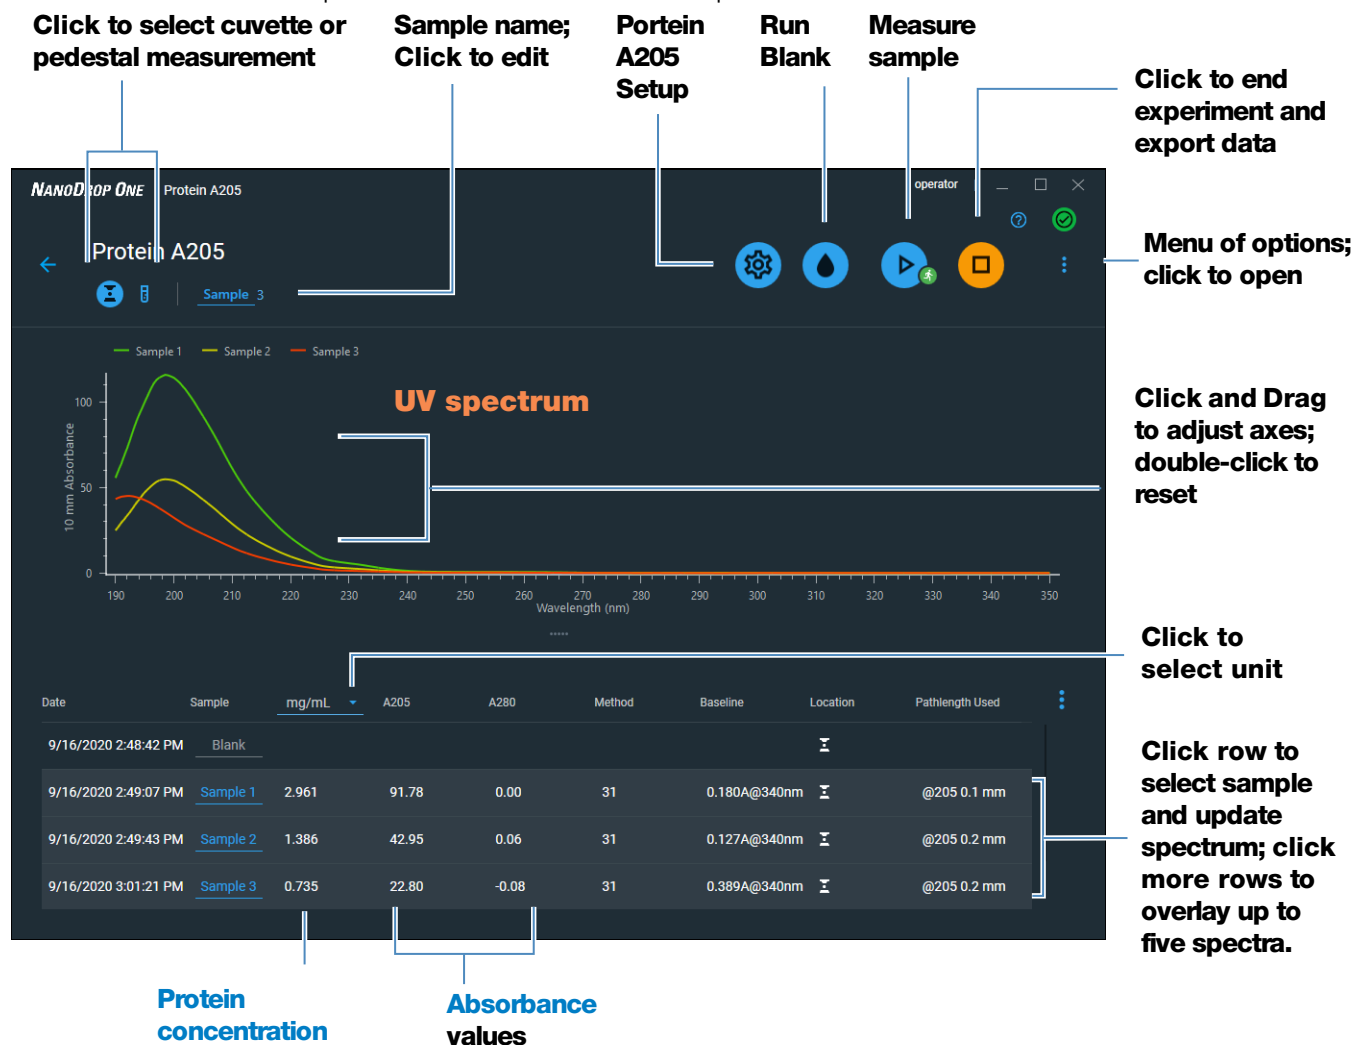 Click to select cuvette or
pedestal measurement
Sample name;
Click to edit
Portein
A205
Setup
Run
Blank
Measure
sample
Click to end
experiment and
export data
NANODROP ONE Protein A205
operator
Protein A205
Sample 3
Menu of options;
click to open
Sample 1 Sample 2 Sample 3
UV spectrum
Click and Drag
to adjust axes;
double-click to
reset
10 mm Absorbance
100
50
0
190 200 210 220 230 240 250 260 270 280 290 300 310 320 330 340 350
Wavelength (nm)
Click to
select unit
Date Sample mg/mL A205 A280 Method Baseline Location Pathlength Used
9/16/2020 2:48:42 PM Blank
9/16/2020 2:49:07 PM Sample 1 2.961 91.78 0.00 31 0.180A@340nm @205 0.1 mm
9/16/2020 2:49:43 PM Sample 2 1.386 42.95 0.06 31 0.127A@340nm @205 0.2 mm
9/16/2020 3:01:21 PM Sample 3 0.735 22.80 -0.08 31 0.389A@340nm @205 0.2 mm
Click row to
select sample
and update
spectrum; click
more rows to
overlay up to
five spectra.
Protein
concentration
Absorbance
values